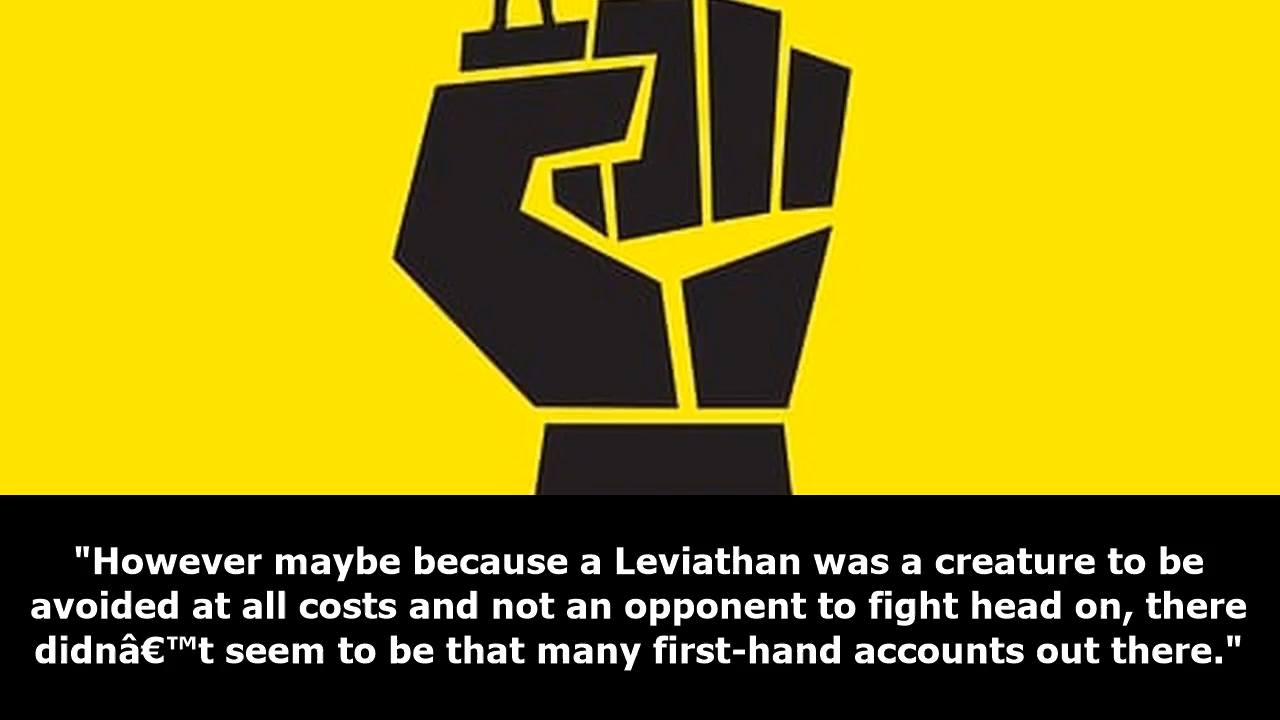 "However maybe because a Leviathan was a creature to be
avoided at all costs and not an opponent to fight head on, there
didnâ€™t seem to be that many first-hand accounts out there."